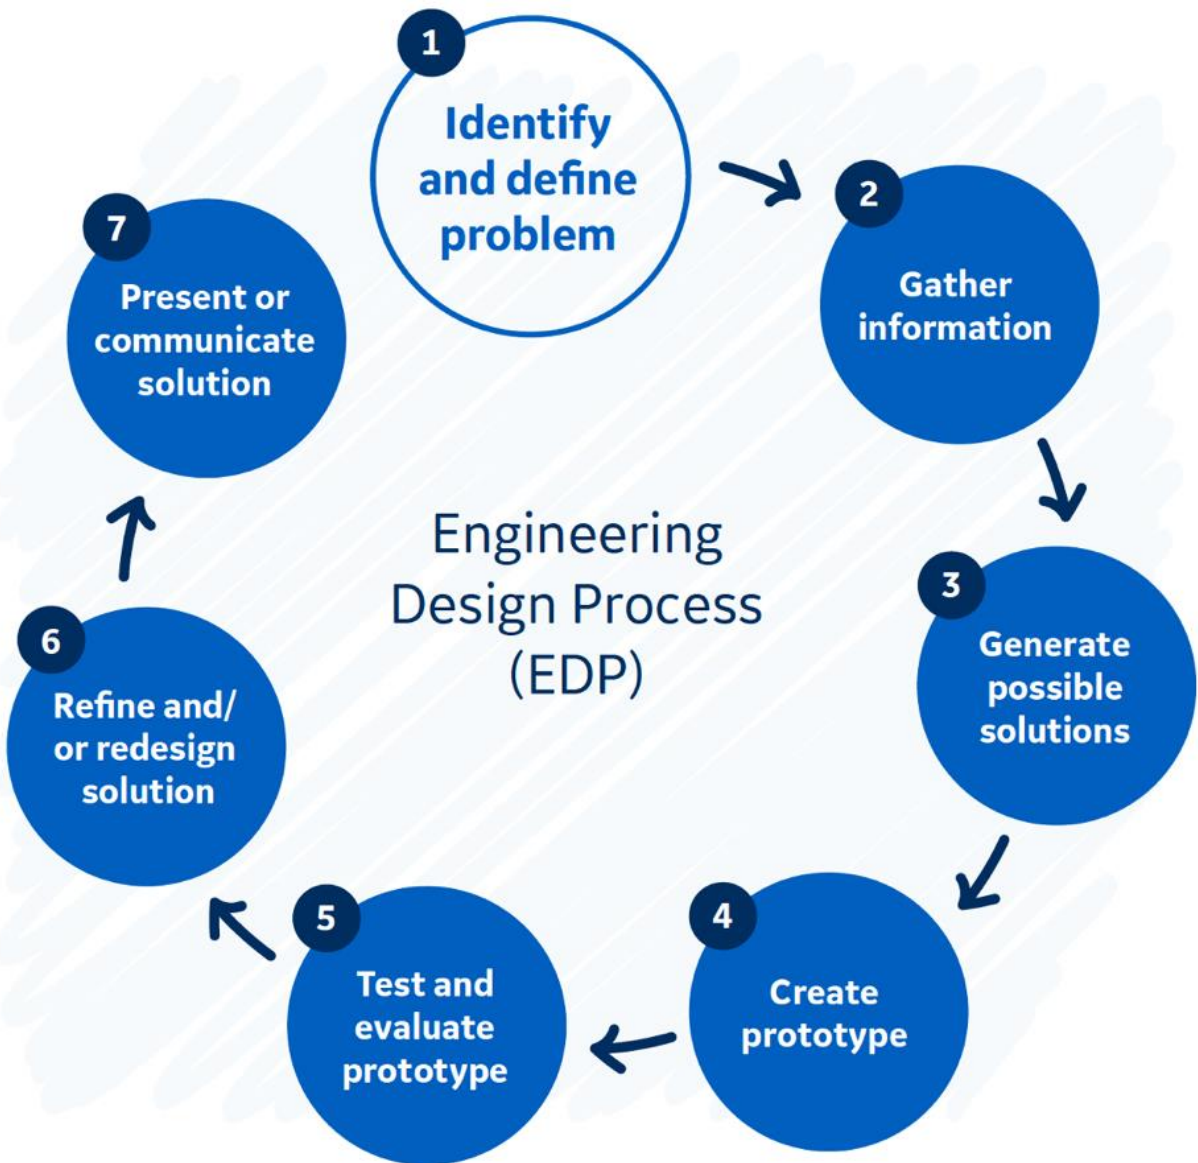 1
Identify
and define
problem
2
Gather
information
3
Generate
possible
solutions
4
Create
prototype
5
Test and
evaluate
prototype
6
Refine and/
or redesign
solution
7
Present or
communicate
solution
Engineering
Design Process
(EDP)